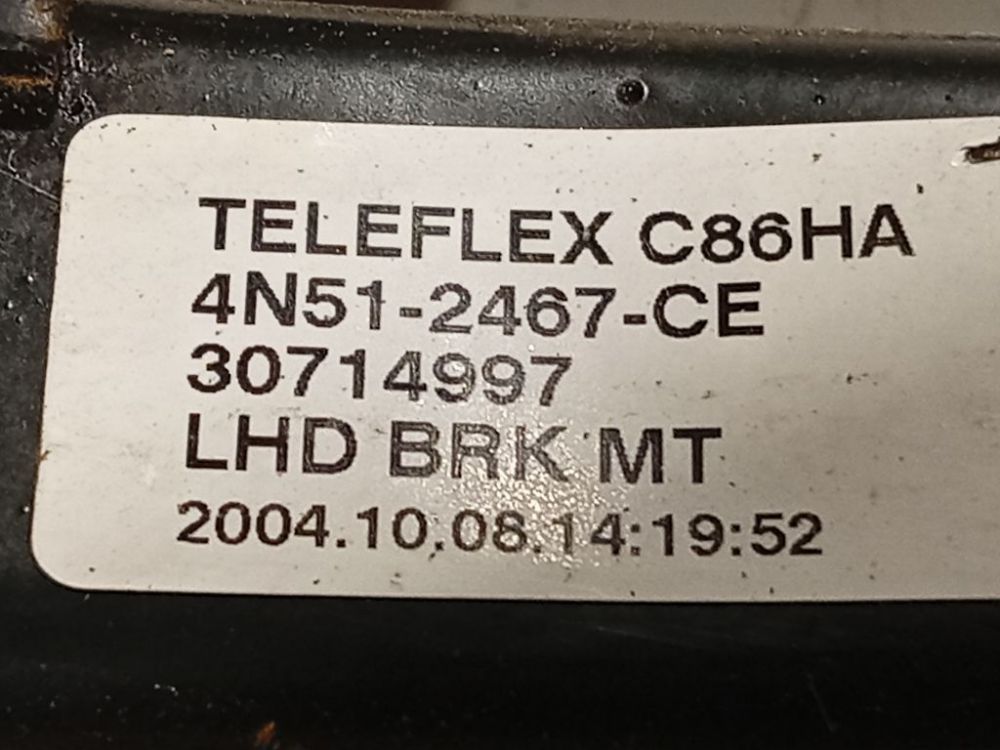 TELEFLEX C86HA
4N51-2467-CE
30714997
LHD BRK MT
2004.10.08.14:19:52